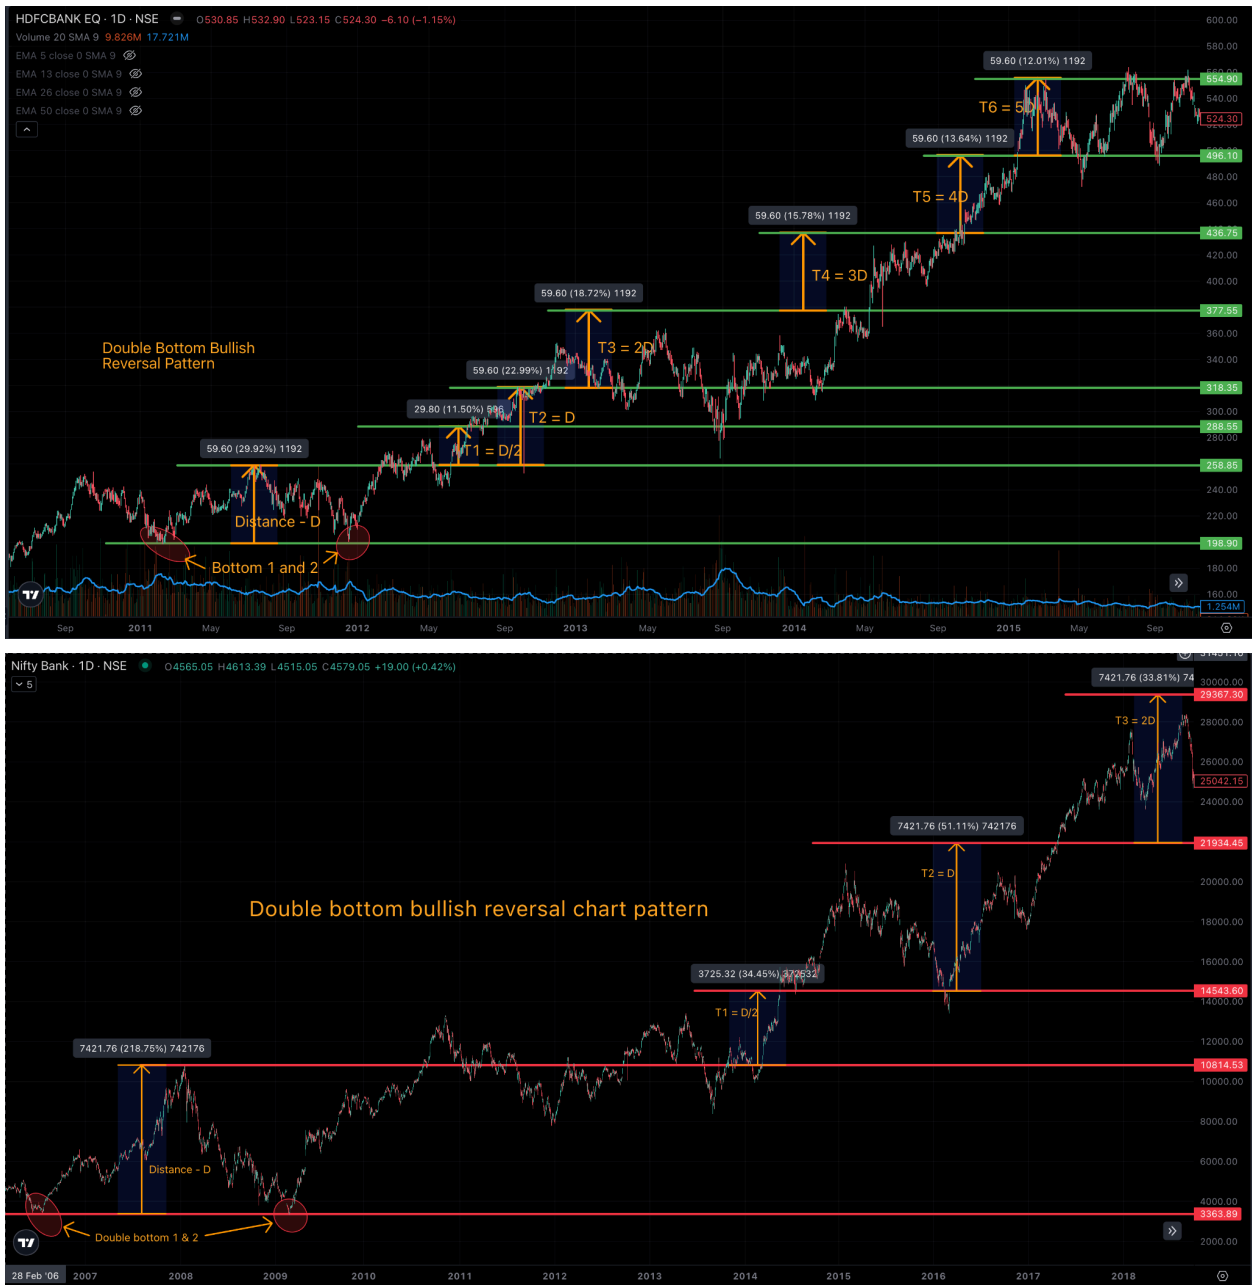 HDFCBANK EQ · 1D · NSE
O530.85 H532.90 L523.15 C524.30 −6.10 (−1.15%)
Volume 20 SMA 9 9.826M 17.721M
EMA 5 close 0 SMA 9
EMA 13 close 0 SMA 9
EMA 26 close 0 SMA 9
EMA 50 close 0 SMA 9
600.00
580.00
59.60 (12.01%) 1192
554.90
540.00
T6 = 5D
524.30
59.60 (13.64%) 1192
496.10
480.00
T5 = 4D
460.00
59.60 (15.78%) 1192
436.75
420.00
T4 = 3D
400.00
59.60 (18.72%) 1192
377.55
360.00
Double Bottom Bullish
Reversal Pattern
T3 = 2D
340.00
59.60 (22.99%) 1192
318.35
29.80 (11.50%) 596
300.00
T2 = D
288.55
280.00
59.60 (29.92%) 1192
T1 = D/2
258.85
240.00
Distance - D
220.00
198.90
Bottom 1 and 2
180.00
160.00
1.254M
Sep 2011 May Sep 2012 May Sep 2013 May Sep 2014 May Sep 2015 May Sep
Nifty Bank · 1D · NSE
O4565.05 H4613.39 L4515.05 C4579.05 +19.00 (+0.42%)
5
7421.76 (33.81%) 74
30000.00
29367.30
T3 = 2D
28000.00
26000.00
25042.15
24000.00
7421.76 (51.11%) 742176
21934.45
T2 = D
20000.00
Double bottom bullish reversal chart pattern
18000.00
3725.32 (34.45%) 372532
16000.00
14543.60
14000.00
T1 = D/2
12000.00
7421.76 (218.75%) 742176
10814.53
10000.00
8000.00
6000.00
Distance - D
4000.00
3363.89
Double bottom 1 & 2
2000.00
28 Feb '06 2007 2008 2009 2010 2011 2012 2013 2014 2015 2016 2017 2018